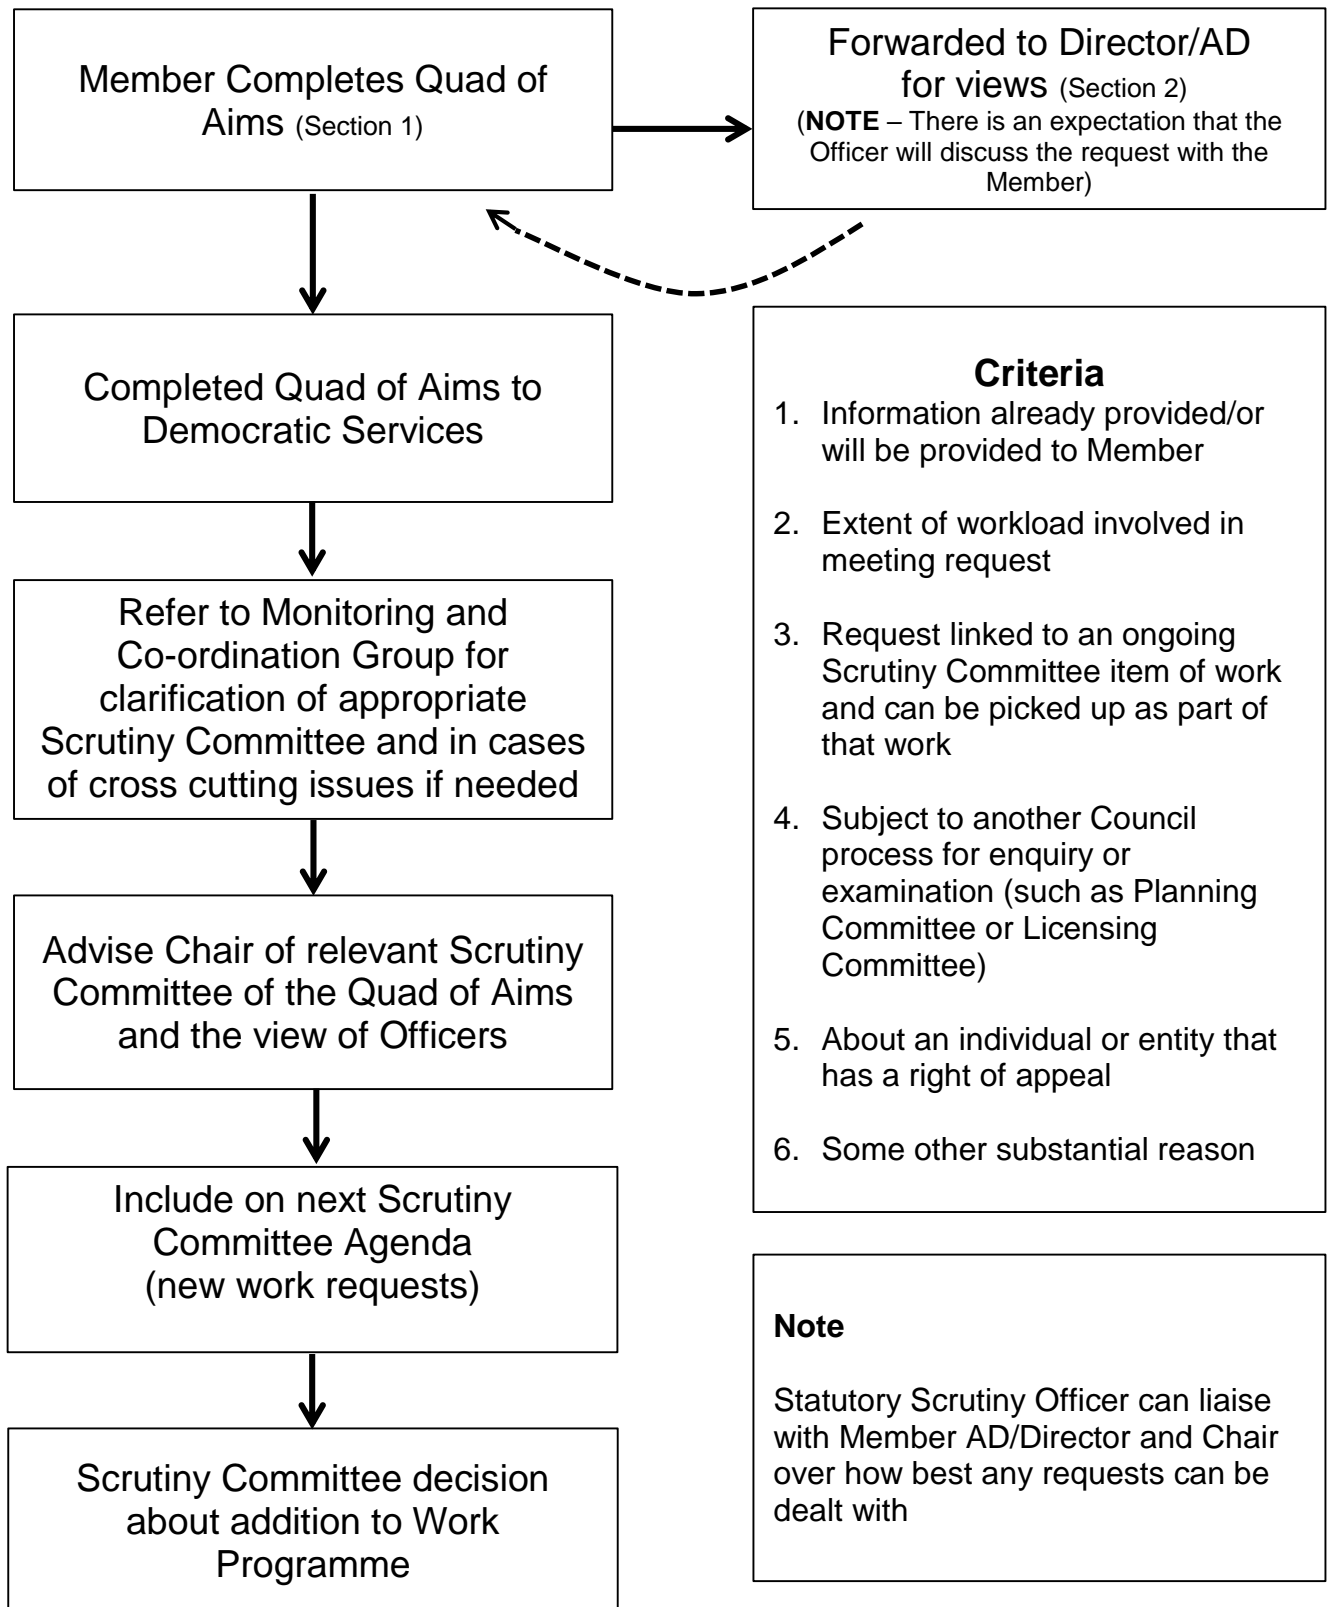 Member Completes Quad of
Aims (Section 1)
Forwarded to Director/AD
for views (Section 2)
(NOTE – There is an expectation that the
Officer will discuss the request with the
Member)
Completed Quad of Aims to
Democratic Services
Refer to Monitoring and
Co-ordination Group for
clarification of appropriate
Scrutiny Committee and in cases
of cross cutting issues if needed
Advise Chair of relevant Scrutiny
Committee of the Quad of Aims
and the view of Officers
Include on next Scrutiny
Committee Agenda
(new work requests)
Scrutiny Committee decision
about addition to Work
Programme
Criteria
1. Information already provided/or
will be provided to Member
2. Extent of workload involved in
meeting request
3. Request linked to an ongoing
Scrutiny Committee item of work
and can be picked up as part of
that work
4. Subject to another Council
process for enquiry or
examination (such as Planning
Committee or Licensing
Committee)
5. About an individual or entity that
has a right of appeal
6. Some other substantial reason
Note
Statutory Scrutiny Officer can liaise
with Member AD/Director and Chair
over how best any requests can be
dealt with